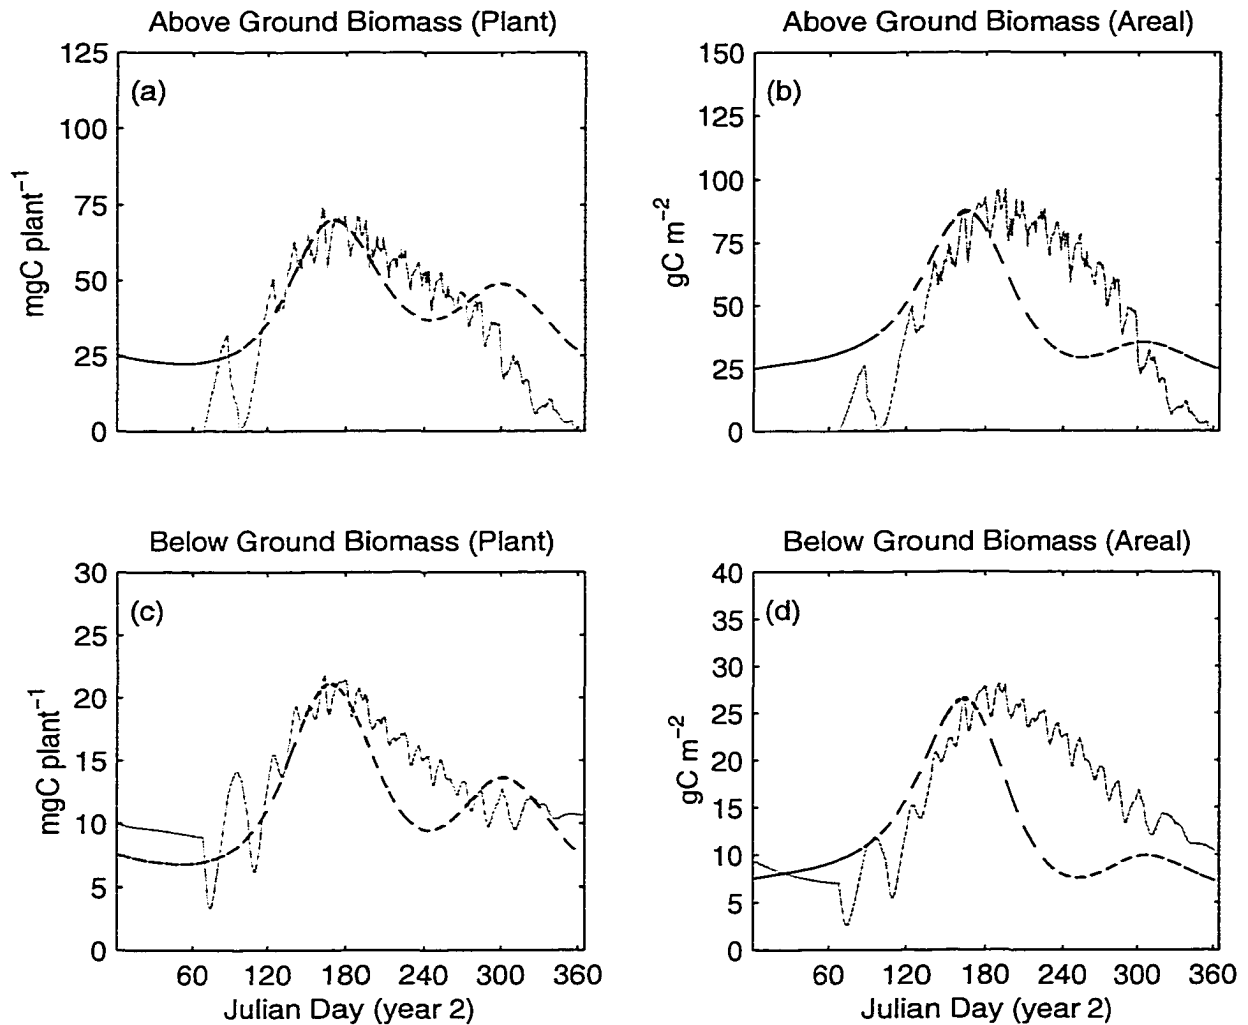 Above Ground Biomass (Plant)
125
100
75
50
25
0
mgC plant⁻¹
(a)
Above Ground Biomass (Areal)
150
125
100
75
50
25
0
gC m⁻²
(b)
Below Ground Biomass (Plant)
30
25
20
15
10
5
0
mgC plant⁻¹
(c)
60 120 180 240 300 360
Julian Day (year 2)
Below Ground Biomass (Areal)
40
35
30
25
20
15
10
5
0
gC m⁻²
(d)
60 120 180 240 300 360
Julian Day (year 2)